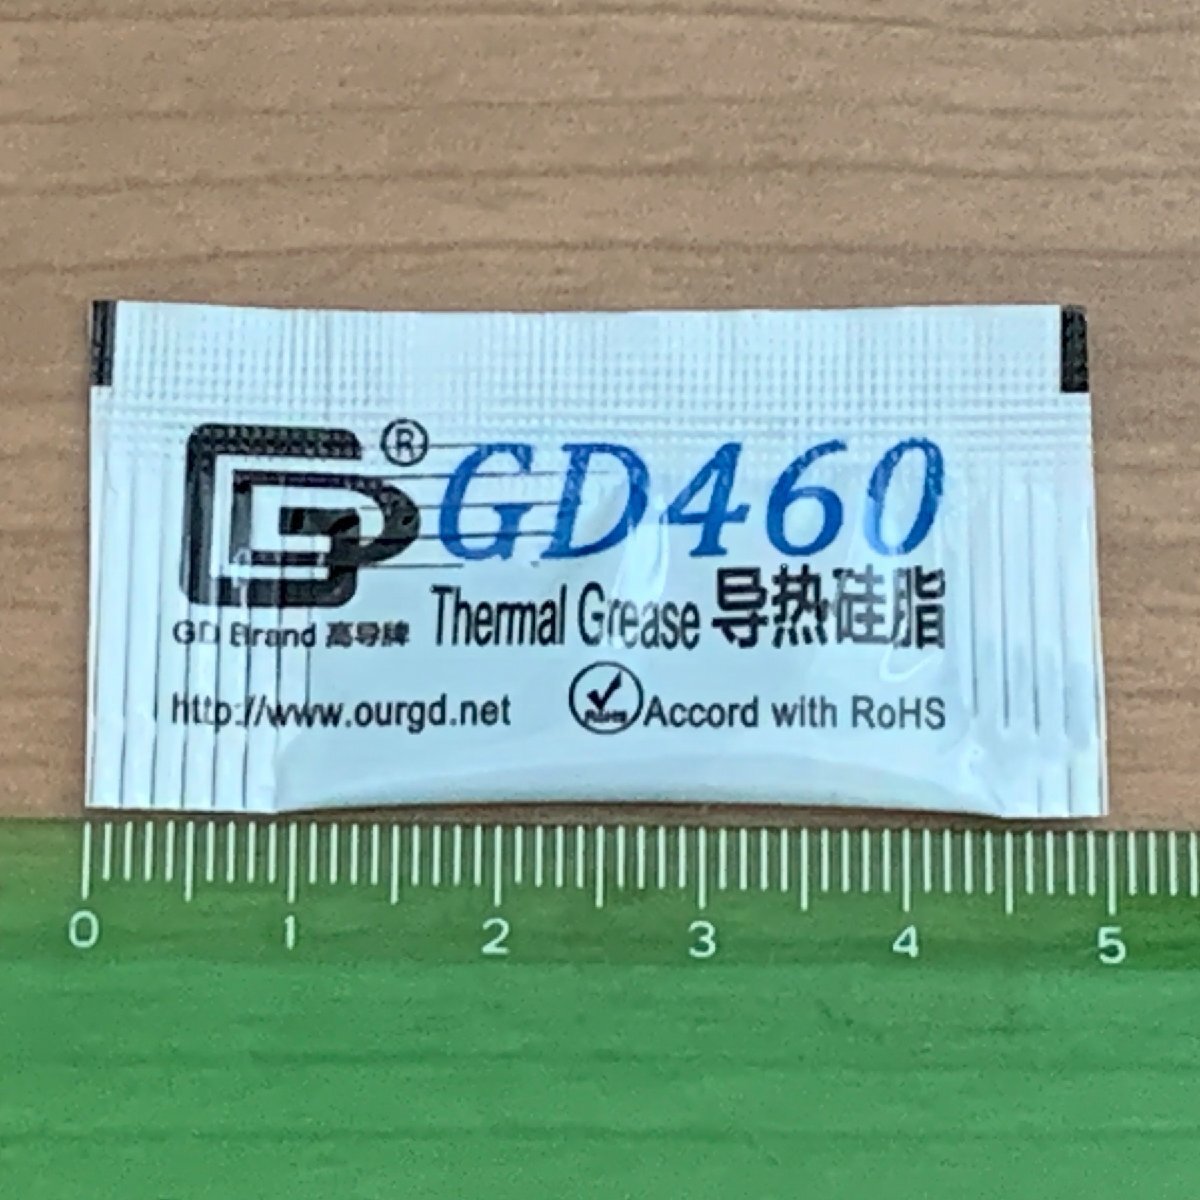 ® GD460
Thermal Grease 导热硅脂
GD Brand 高导牌
http://www.ourgd.net Accord with RoHS
0 1 2 3 4 5